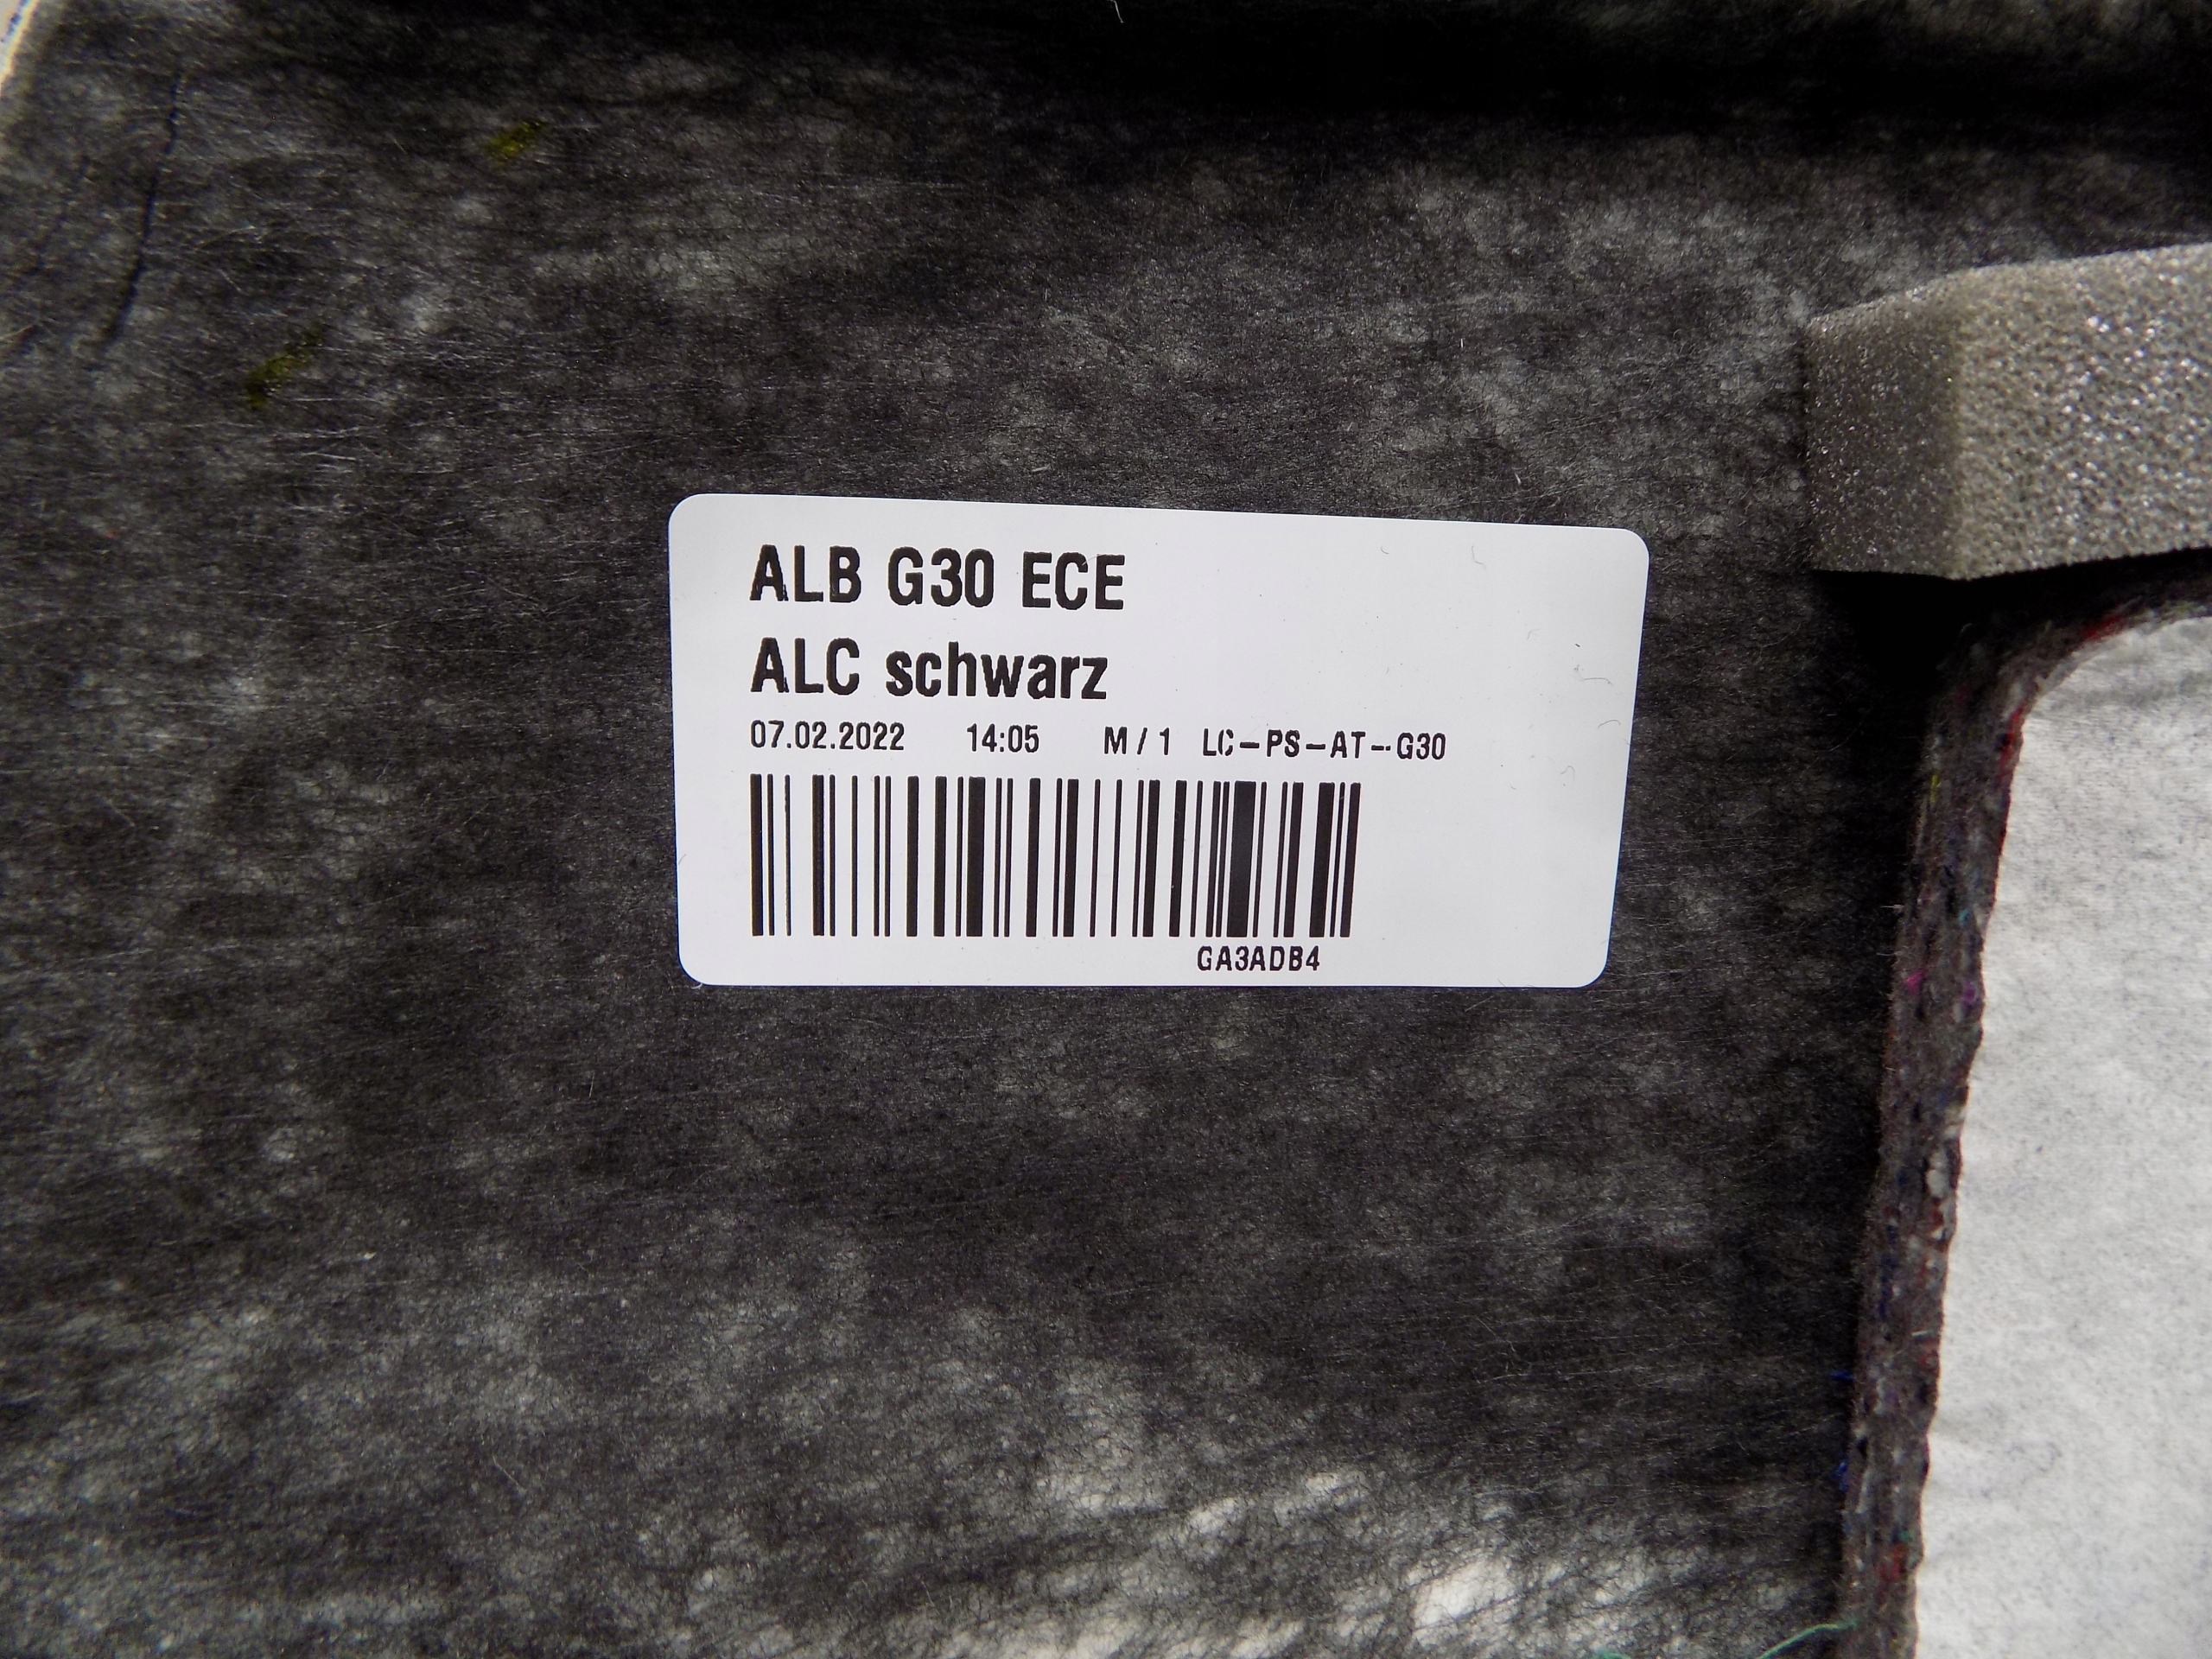 ALB G30 ECE
ALC schwarz
07.02.2022 14:05 M / 1 LC-PS-AT-G30
GA3ADB4